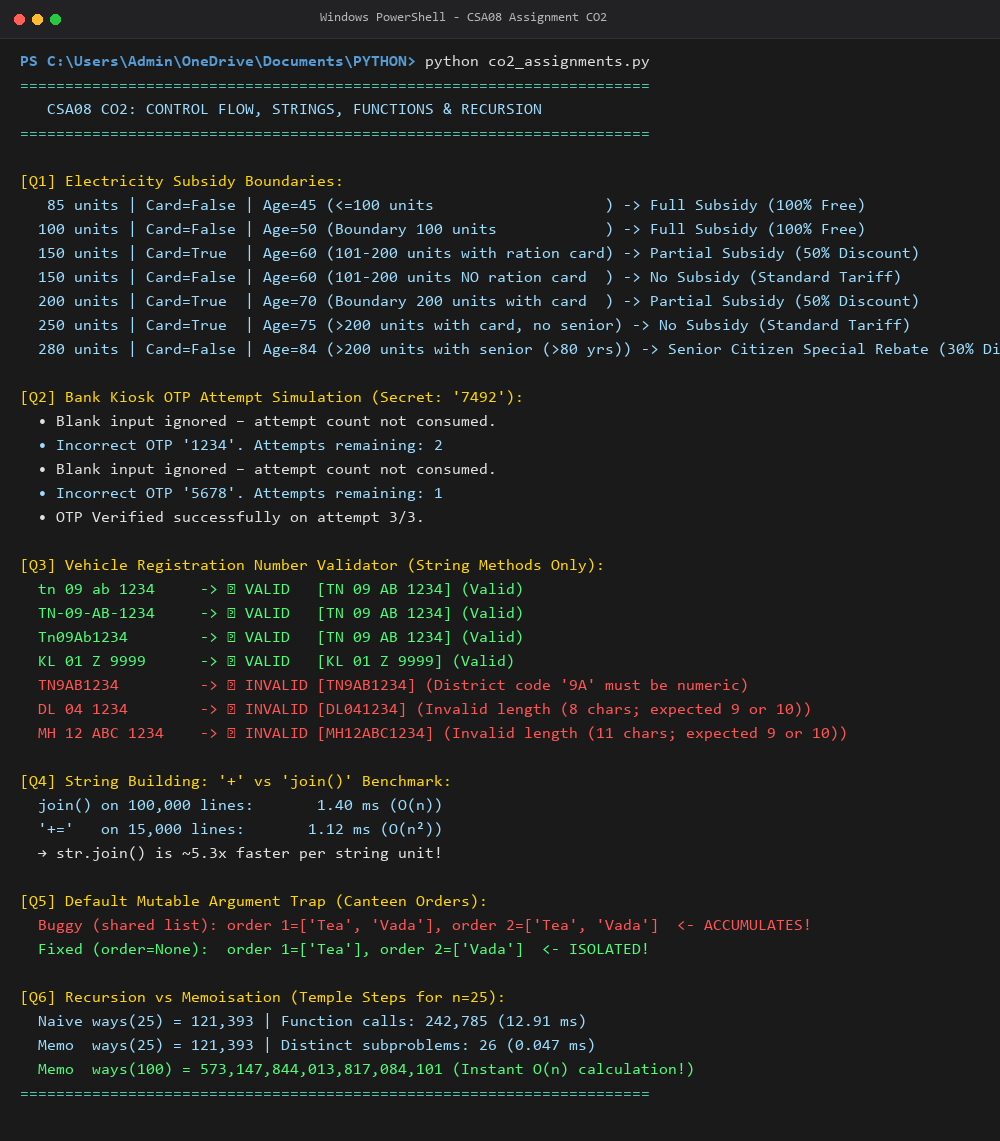 Windows PowerShell - CSA08 Assignment CO2
PS C:\Users\Admin\OneDrive\Documents\PYTHON> python co2_assignments.py
======================================================================
   CSA08 CO2: CONTROL FLOW, STRINGS, FUNCTIONS & RECURSION
======================================================================
[Q1] Electricity Subsidy Boundaries:
   85 units | Card=False | Age=45 (<=100 units                   ) -> Full Subsidy (100% Free)
  100 units | Card=False | Age=50 (Boundary 100 units            ) -> Full Subsidy (100% Free)
  150 units | Card=True  | Age=60 (101-200 units with ration card) -> Partial Subsidy (50% Discount)
  150 units | Card=False | Age=60 (101-200 units NO ration card  ) -> No Subsidy (Standard Tariff)
  200 units | Card=True  | Age=70 (Boundary 200 units with card  ) -> Partial Subsidy (50% Discount)
  250 units | Card=True  | Age=75 (>200 units with card, no senior) -> No Subsidy (Standard Tariff)
  280 units | Card=False | Age=84 (>200 units with senior (>80 yrs)) -> Senior Citizen Special Rebate (30% Di
[Q2] Bank Kiosk OTP Attempt Simulation (Secret: '7492'):
  • Blank input ignored – attempt count not consumed.
  • Incorrect OTP '1234'. Attempts remaining: 2
  • Blank input ignored – attempt count not consumed.
  • Incorrect OTP '5678'. Attempts remaining: 1
  • OTP Verified successfully on attempt 3/3.
[Q3] Vehicle Registration Number Validator (String Methods Only):
  tn 09 ab 1234     -> VALID   [TN 09 AB 1234] (Valid)
  TN-09-AB-1234     -> VALID   [TN 09 AB 1234] (Valid)
  Tn09Ab1234        -> VALID   [TN 09 AB 1234] (Valid)
  KL 01 Z 9999      -> VALID   [KL 01 Z 9999] (Valid)
  TN9AB1234         -> INVALID [TN9AB1234] (District code '9A' must be numeric)
  DL 04 1234        -> INVALID [DL041234] (Invalid length (8 chars; expected 9 or 10))
  MH 12 ABC 1234    -> INVALID [MH12ABC1234] (Invalid length (11 chars; expected 9 or 10))
[Q4] String Building: '+' vs 'join()' Benchmark:
  join() on 100,000 lines:       1.40 ms (O(n))
  '+='   on 15,000 lines:       1.12 ms (O(n²))
  → str.join() is ~5.3x faster per string unit!
[Q5] Default Mutable Argument Trap (Canteen Orders):
  Buggy (shared list): order 1=['Tea', 'Vada'], order 2=['Tea', 'Vada']  <- ACCUMULATES!
  Fixed (order=None):  order 1=['Tea'], order 2=['Vada']  <- ISOLATED!
[Q6] Recursion vs Memoisation (Temple Steps for n=25):
  Naive ways(25) = 121,393 | Function calls: 242,785 (12.91 ms)
  Memo  ways(25) = 121,393 | Distinct subproblems: 26 (0.047 ms)
  Memo  ways(100) = 573,147,844,013,817,084,101 (Instant O(n) calculation!)
======================================================================